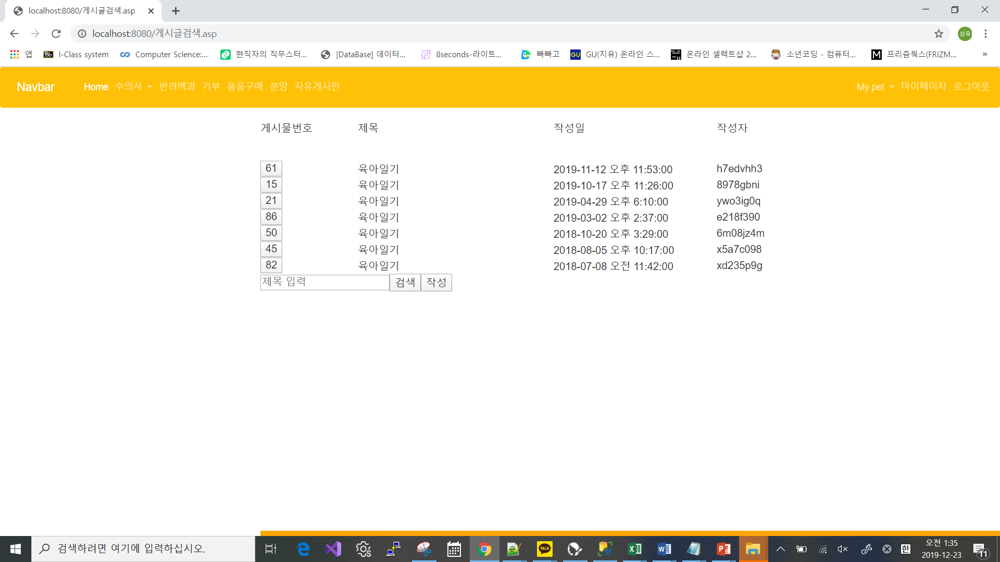 localhost:8080/게시글검색.asp
localhost:8080/게시글검색.asp
성욱
앱 Bb I-Class system Computer Science:... 현직자의 직무스터... [DataBase] 데이터... 8seconds-라이트... 빠빠고 GU GU(지유) 온라인 스... 온라인 셀렉트샵 2... 소년코딩 - 컴퓨터... M 프리즘웍스(FRIZM... »
Navbar Home 수의사 반려백과 기부 용품구매 분양 자유게시판 My pet 마이페이지 로그아웃
게시물번호 제목 작성일 작성자
61 육아일기 2019-11-12 오후 11:53:00 h7edvhh3
15 육아일기 2019-10-17 오후 11:26:00 8978gbni
21 육아일기 2019-04-29 오후 6:10:00 ywo3ig0q
86 육아일기 2019-03-02 오후 2:37:00 e218f390
50 육아일기 2018-10-20 오후 3:29:00 6m08jz4m
45 육아일기 2018-08-05 오후 10:17:00 x5a7c098
82 육아일기 2018-07-08 오전 11:42:00 xd235p9g
제목 입력 검색 작성
검색하려면 여기에 입력하십시오. TALK 한 오전 1:35
2019-12-23 11